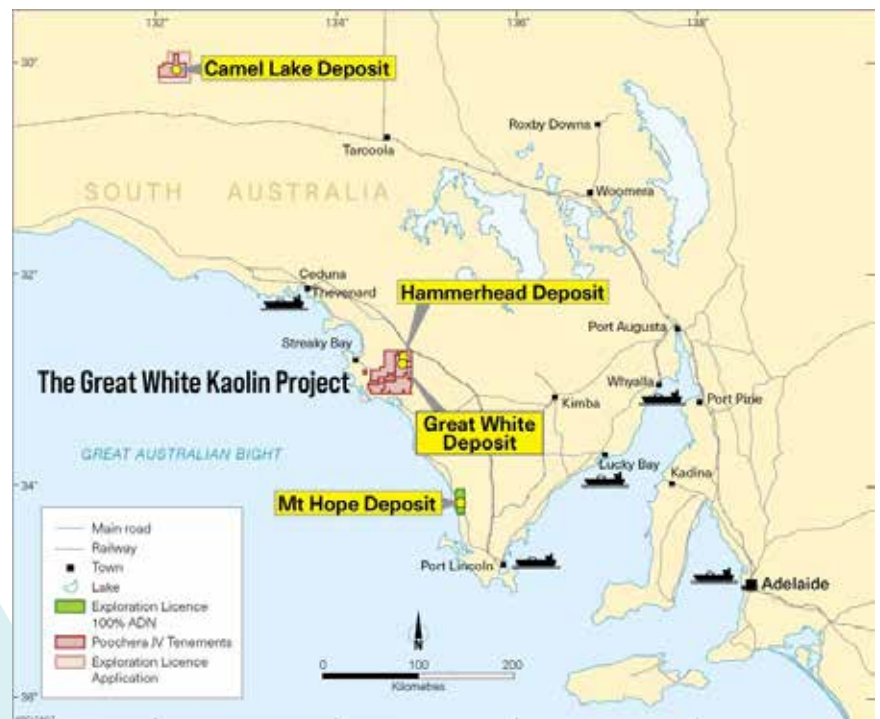 132°
134°
136°
138°
30°
Camel Lake Deposit
Roxby Downs
Tarcoola
Woomera
SOUTH AUSTRALIA
32°
Ceduna
Thevenard
Hammerhead Deposit
Port Augusta
Streaky Bay
The Great White Kaolin Project
Whyalla
Kimba
Port Pirie
Great White
Deposit
GREAT AUSTRALIAN BIGHT
Lucky Bay
Kadina
34°
Mt Hope Deposit
Main road
Railway
Town
Lake
Exploration Licence
100% ADN
Poochera JV Tenements
Exploration Licence
Application
Port Lincoln
Adelaide
N
0 100 200
Kilometres
36°